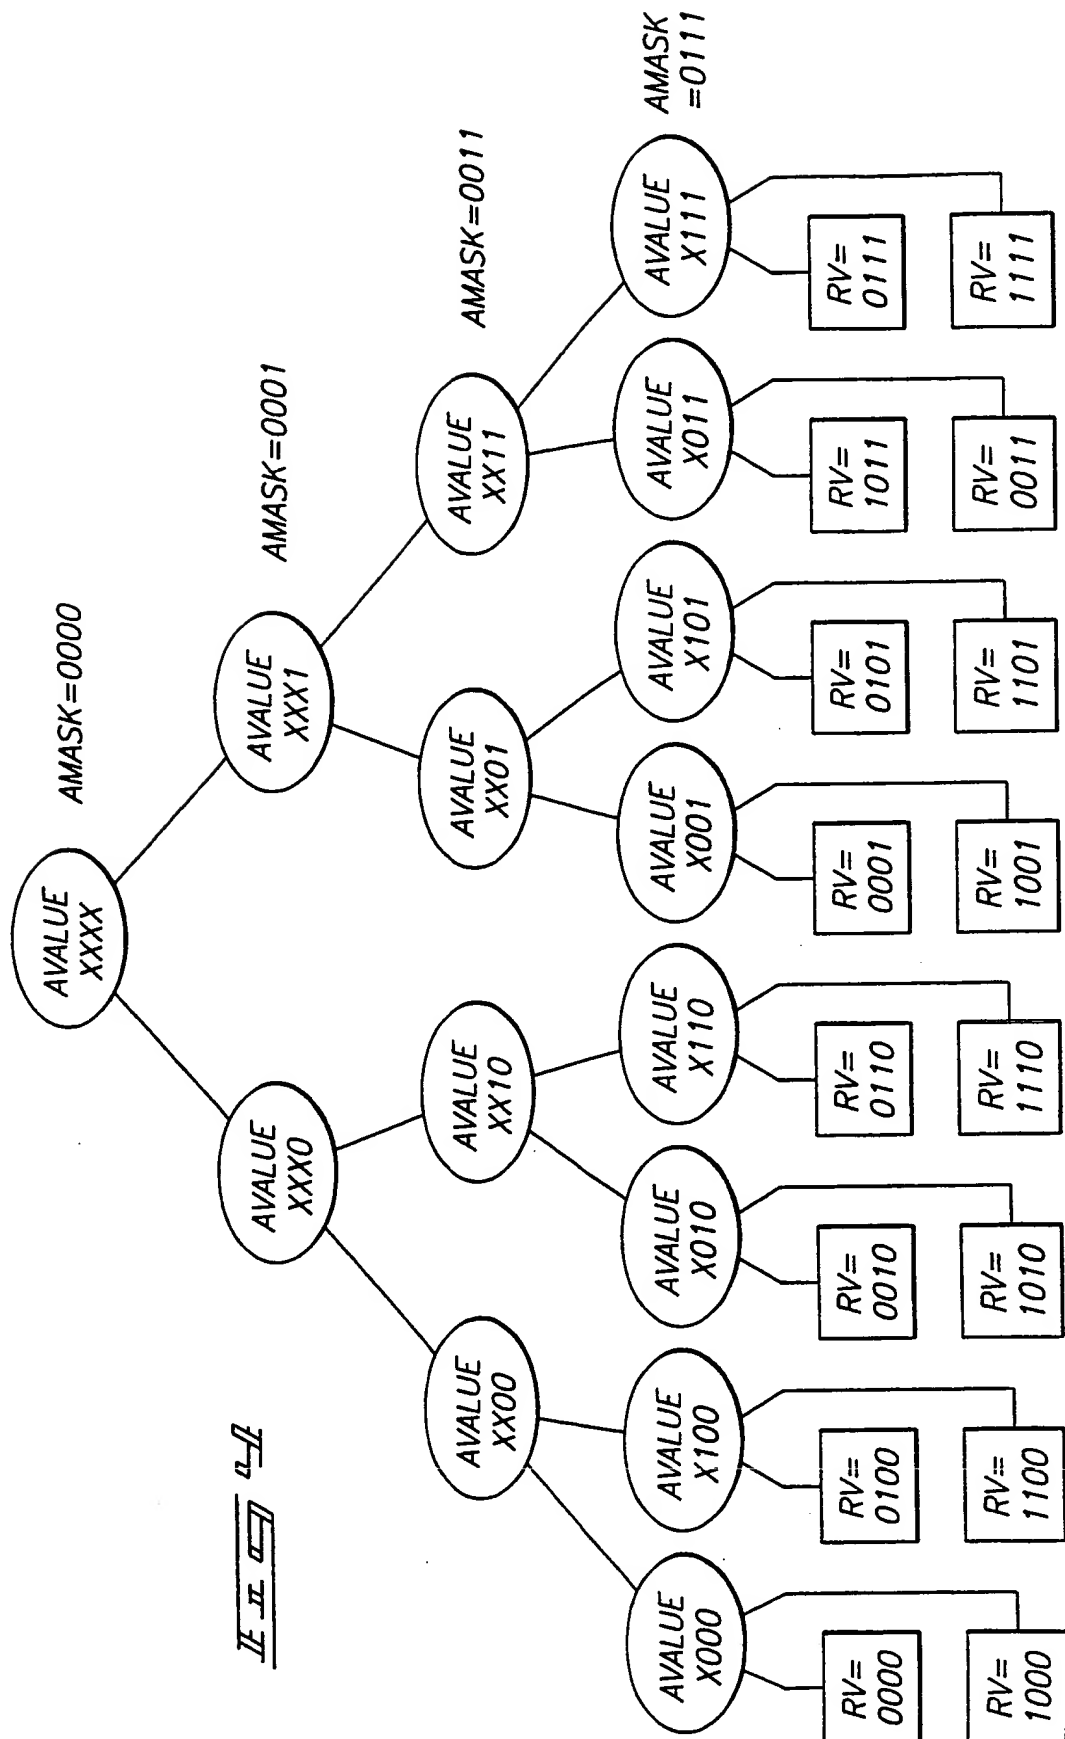 Fig 4
AMASK=0000
AVALUE
XXXX
AMASK=0001
AVALUE
XXX0
AVALUE
XXX1
AMASK=0011
AVALUE
XX00
AVALUE
XX10
AVALUE
XX01
AVALUE
XX11
AMASK
=0111
AVALUE
X000
AVALUE
X100
AVALUE
X010
AVALUE
X110
AVALUE
X001
AVALUE
X101
AVALUE
X011
AVALUE
X111
RV=
0000
RV=
0100
RV=
0010
RV=
0110
RV=
0001
RV=
0101
RV=
1011
RV=
0111
RV=
1000
RV=
1100
RV=
1010
RV=
1110
RV=
1001
RV=
1101
RV=
0011
RV=
1111